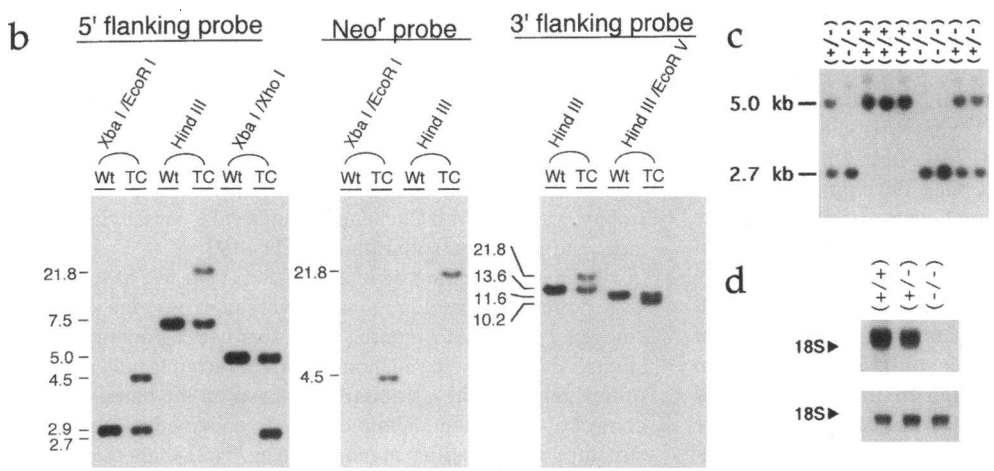 b
5' flanking probe
Xba I/EcoR I
Hind III
Xba I/Xho I
Wt TC Wt TC Wt TC
21.8
7.5
5.0
4.5
2.9
2.7
Neoʳ probe
Xba I/EcoR I
Hind III
Wt TC Wt TC
21.8
4.5
3' flanking probe
Hind III
Hind III/EcoR V
Wt TC Wt TC
21.8
13.6
11.6
10.2
c
(+/-) (-/-) (+/+) (+/+) (+/+) (-/-) (-/-) (+/-) (+/-)
5.0 kb
2.7 kb
d
(+/+) (+/-) (-/-)
18S
18S